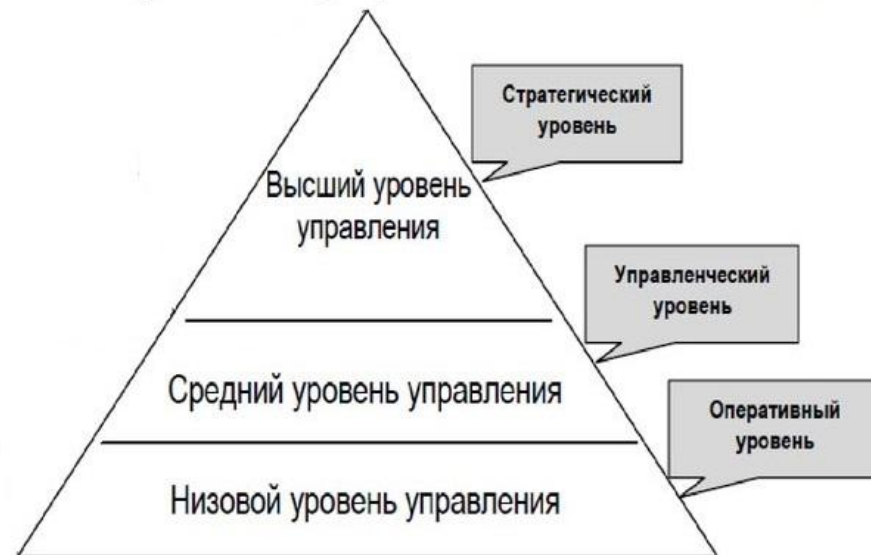 Стратегический
уровень
Высший уровень
управления
Управленческий
уровень
Средний уровень управления
Оперативный
уровень
Низовой уровень управления